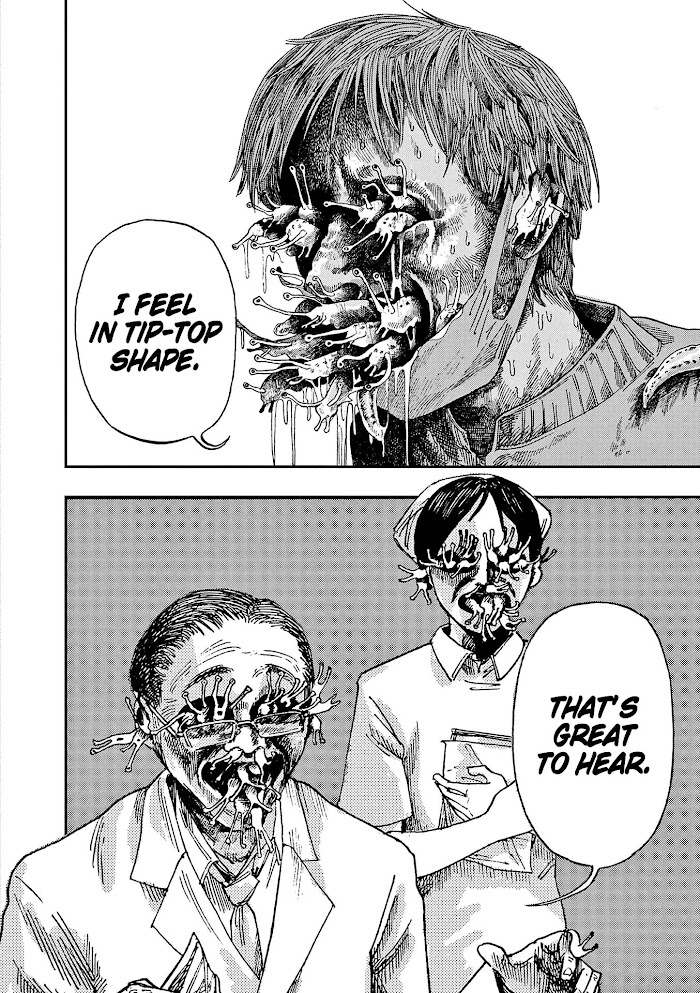 I FEEL
IN TIP-TOP
SHAPE.
THAT'S
GREAT
TO HEAR.